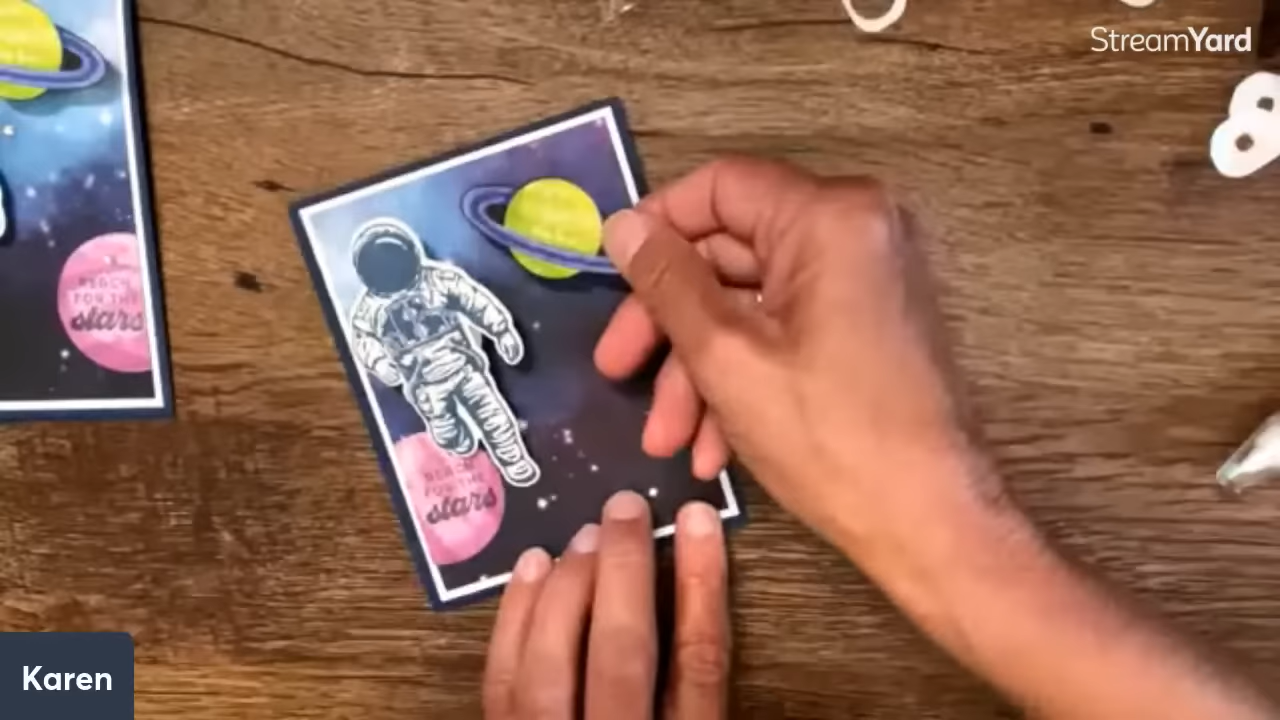 StreamYard
REACH
FOR THE
stars
REACH
FOR THE
stars
Karen